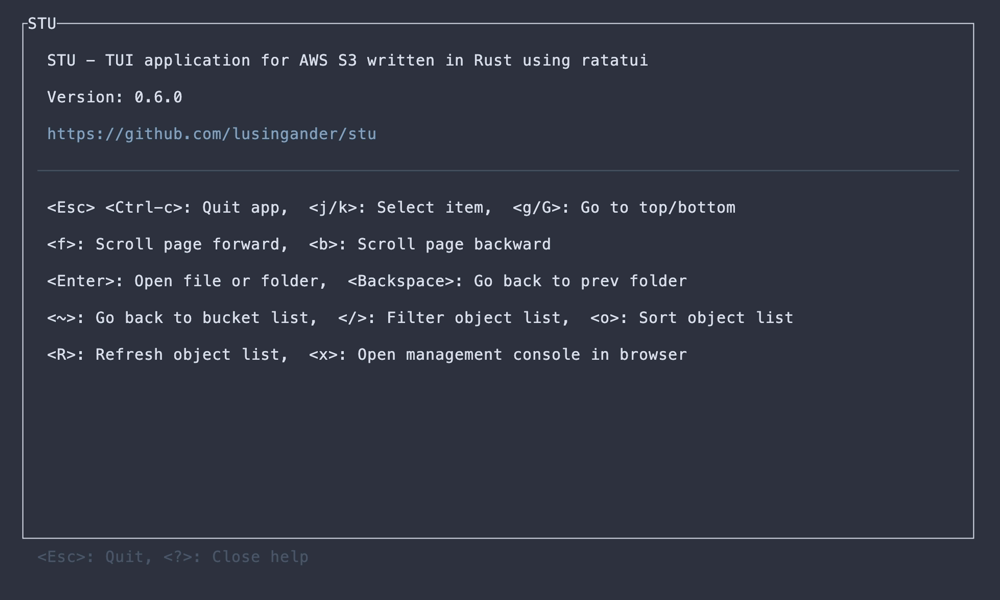 STU
STU - TUI application for AWS S3 written in Rust using ratatui
Version: 0.6.0
https://github.com/lusingander/stu
<Esc> <Ctrl-c>: Quit app,  <j/k>: Select item,  <g/G>: Go to top/bottom
<f>: Scroll page forward,  <b>: Scroll page backward
<Enter>: Open file or folder,  <Backspace>: Go back to prev folder
<~>: Go back to bucket list,  </>: Filter object list,  <o>: Sort object list
<R>: Refresh object list,  <x>: Open management console in browser
<Esc>: Quit, <?>: Close help